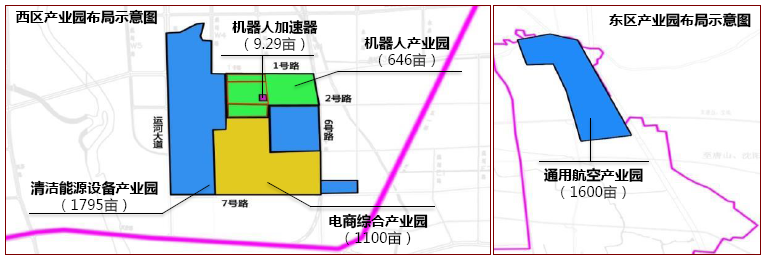 西区产业园布局示意图
机器人加速器
（9.29亩）
机器人产业园
（646亩）
1号路
2号路
运河大道
6号路
清洁能源设备产业园
（1795亩）
7号路
电商综合产业园
（1100亩）
东区产业园布局示意图
通用航空产业园
（1600亩）